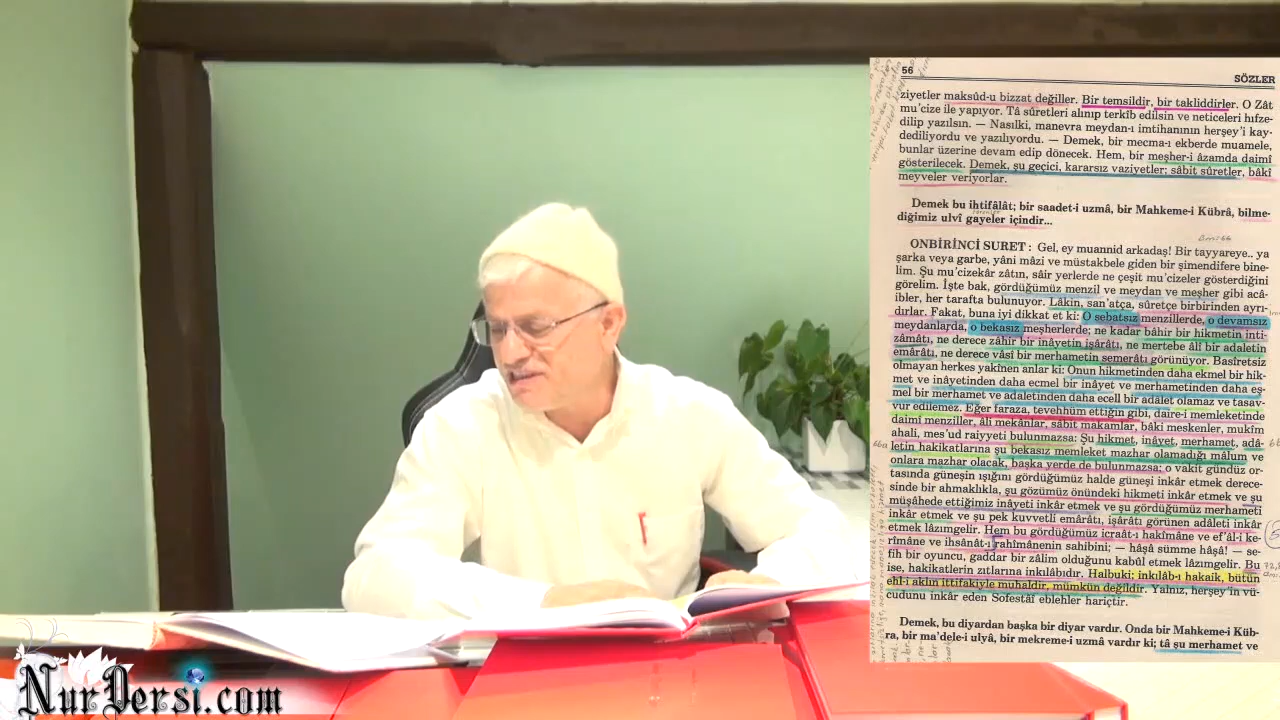 56
SÖZLER
ziyetler maksûd-u bizzat değiller. Bir temsildir, bir takliddirler. O Zât
mu'cize ile yapıyor. Tâ sûretleri alınıp terkîb edilsin ve neticeleri hıfze-
dilip yazılsın. — Nasılki, manevra meydan-ı imtihanının herşey'i kay-
dediliyordu ve yazılıyordu. — Demek, bir mecma-ı ekberde muamele,
bunlar üzerine devam edip dönecek. Hem, bir meşher-i âzamda daimî
gösterilecek. Demek, şu geçici, kararsız vaziyetler; sâbit sûretler, bâki
meyveler veriyorlar.
Demek bu ihtifâlât; bir saadet-i uzmâ, bir Mahkeme-i Kübrâ, bilme-
diğimiz ulvî gayeler içindir...
ONBİRİNCİ SURET : Gel, ey muannid arkadaş! Bir tayyareye.. ya
şarka veya garbe, yâni mâzi ve müstakbele giden bir şimendifere bine-
lim. Şu mu'cizekâr zâtın, sâir yerlerde ne çeşit mu'cizeler gösterdiğini
görelim. İşte bak, gördüğümüz menzil ve meydan ve meşher gibi acâ-
ibler, her tarafta bulunuyor. Lâkin, san'atça, sûretçe birbirinden ayrı-
dırlar. Fakat, buna iyi dikkat et ki: O sebatsız menzillerde, o devamsız
meydanlarda, o bekasız meşherlerde; ne kadar bâhir bir hikmetin inti-
zâmâtı, ne derece zâhir bir inâyetin işârâtı, ne mertebe âlî bir adaletin
emârâtı, ne derece vâsi bir merhametin semerâtı görünüyor. Basîretsiz
olmayan herkes yakînen anlar ki: Onun hikmetinden daha ekmel bir hik-
met ve inâyetinden daha ecmel bir inâyet ve merhametinden daha eş-
mel bir merhamet ve adaletinden daha ecell bir adâlet olamaz ve tasav-
vur edilemez. Eğer faraza, tevehhüm ettiğin gibi, daire-i memleketinde
daimî menziller, âli mekânlar, sâbit makamlar, bâki meskenler, mukîm
ahali, mes'ud raiyyeti bulunmazsa: Şu hikmet, inâyet, merhamet, adâ-
letin hakikatlarına şu bekasız memleket mazhar olamadığı mâlum ve
onlara mazhar olacak, başka yerde de bulunmazsa; o vakit gündüz or-
tasında güneşin ışığını gördüğümüz halde güneşi inkâr etmek derece-
sinde bir ahmaklıkla, şu gözümüz önündeki hikmeti inkâr etmek ve şu
müşâhede ettiğimiz inâyeti inkâr etmek ve şu gördüğümüz merhameti
inkâr etmek ve şu pek kuvvetli emârâtı, işârâtı görünen adâleti inkâr
etmek lâzımgelir. Hem bu gördüğümüz icraât-ı hakîmâne ve ef'âl-i ke-
rîmâne ve ihsânât-ı rahîmânenin sahibini; — hâşâ sümme hâşâ! — se-
fih bir oyuncu, gaddar bir zâlim olduğunu kabûl etmek lâzımgelir. Bu
ise, hakikatlerin zıtlarına inkılâbıdır. Halbuki; inkılâb-ı hakaik, bütün
ehl-i aklın ittifakiyle muhaldir, mümkün değildir. Yalnız, herşey'in vü-
cudunu inkâr eden Sofestâî eblehler hariçtir.
Demek, bu diyardan başka bir diyar vardır. Onda bir Mahkeme-i Küb-
ra, bir ma'dele-i ulyâ, bir mekreme-i uzmâ vardır ki; tâ şu merhamet ve
NurDersi.com